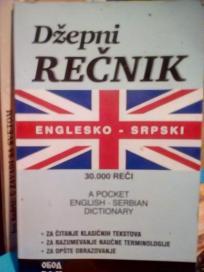 Džepni
REČNIK
ENGLESKO - SRPSKI
30.000 REČI
A POCKET
ENGLISH - SERBIAN
DICTIONARY
• ZA ČITANJE KLASIČNIH TEKSTOVA
• ZA RAZUMEVANJE NAUČNE TERMINOLOGIJE
• ZA OPŠTE OBRAZOVANJE